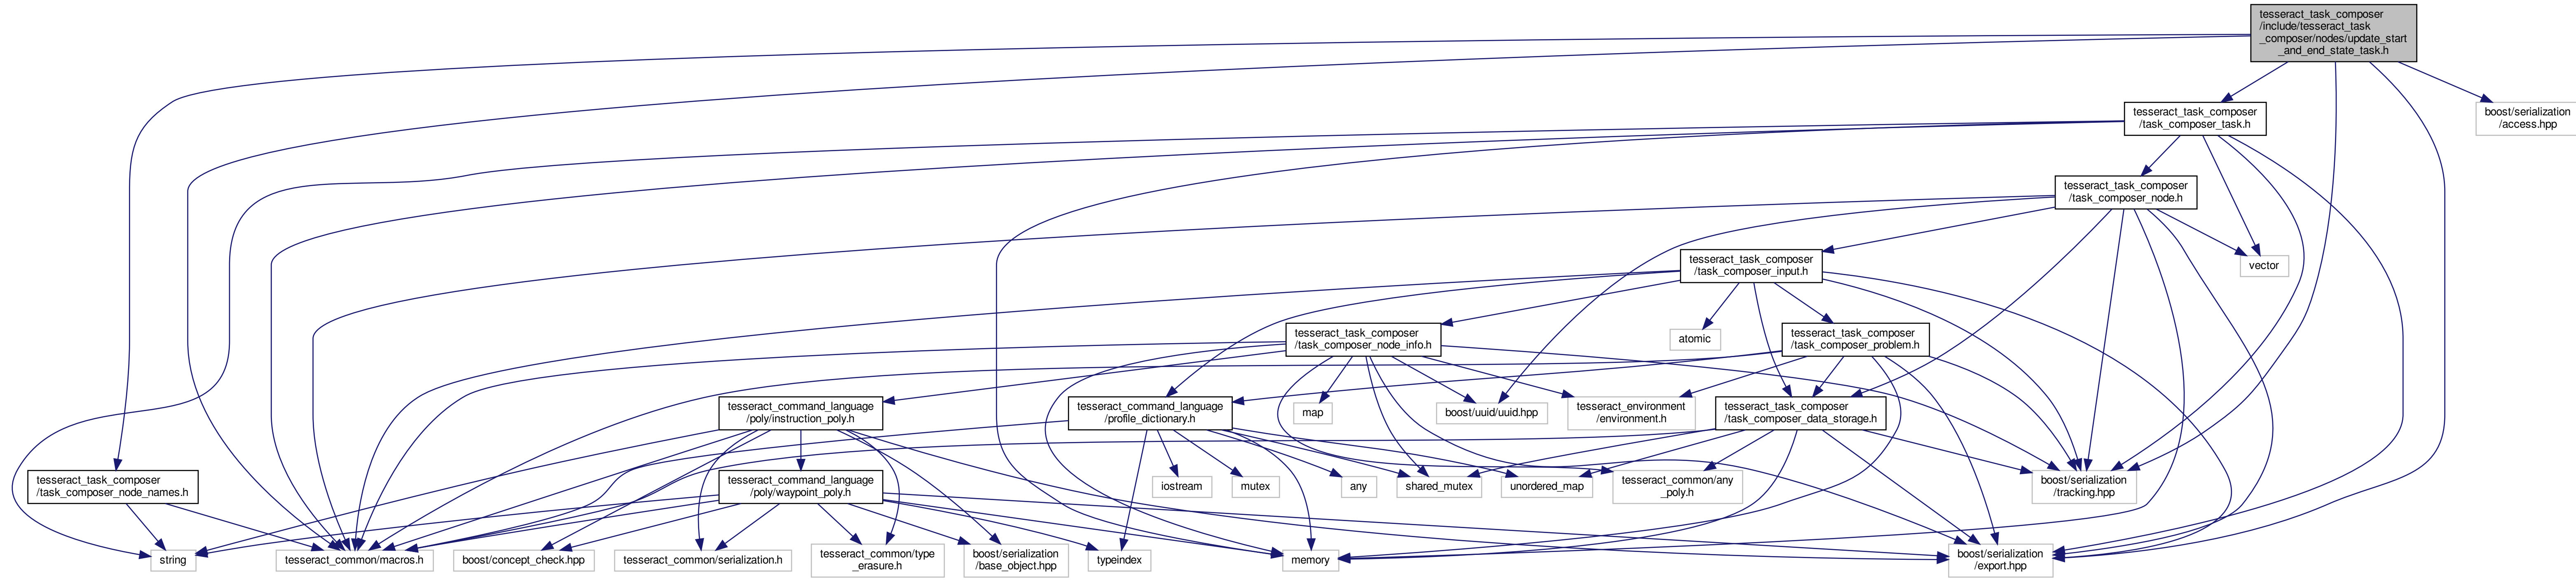 tesseract_task_composer
/include/tesseract_task
_composer/nodes/update_start
_and_end_state_task.h
tesseract_task_composer
/task_composer_task.h
boost/serialization
/access.hpp
tesseract_task_composer
/task_composer_node.h
tesseract_task_composer
/task_composer_input.h
vector
tesseract_task_composer
/task_composer_node_info.h
atomic
tesseract_task_composer
/task_composer_problem.h
tesseract_command_language
/poly/instruction_poly.h
tesseract_command_language
/profile_dictionary.h
map
boost/uuid/uuid.hpp
tesseract_environment
/environment.h
tesseract_task_composer
/task_composer_data_storage.h
tesseract_task_composer
/task_composer_node_names.h
tesseract_command_language
/poly/waypoint_poly.h
iostream
mutex
any
shared_mutex
unordered_map
tesseract_common/any
_poly.h
boost/serialization
/tracking.hpp
string
tesseract_common/macros.h
boost/concept_check.hpp
tesseract_common/serialization.h
tesseract_common/type
_erasure.h
boost/serialization
/base_object.hpp
typeindex
memory
boost/serialization
/export.hpp